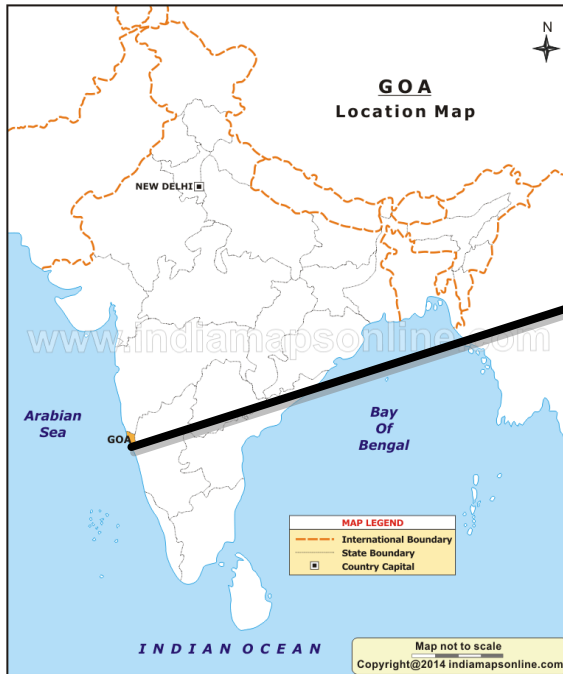 N
GOA
Location Map
NEW DELHI
www.indiamapsonline.com
Arabian
Sea
GOA
Bay
Of
Bengal
MAP LEGEND
International Boundary
State Boundary
Country Capital
INDIAN OCEAN
Map not to scale
Copyright@2014 indiamapsonline.com